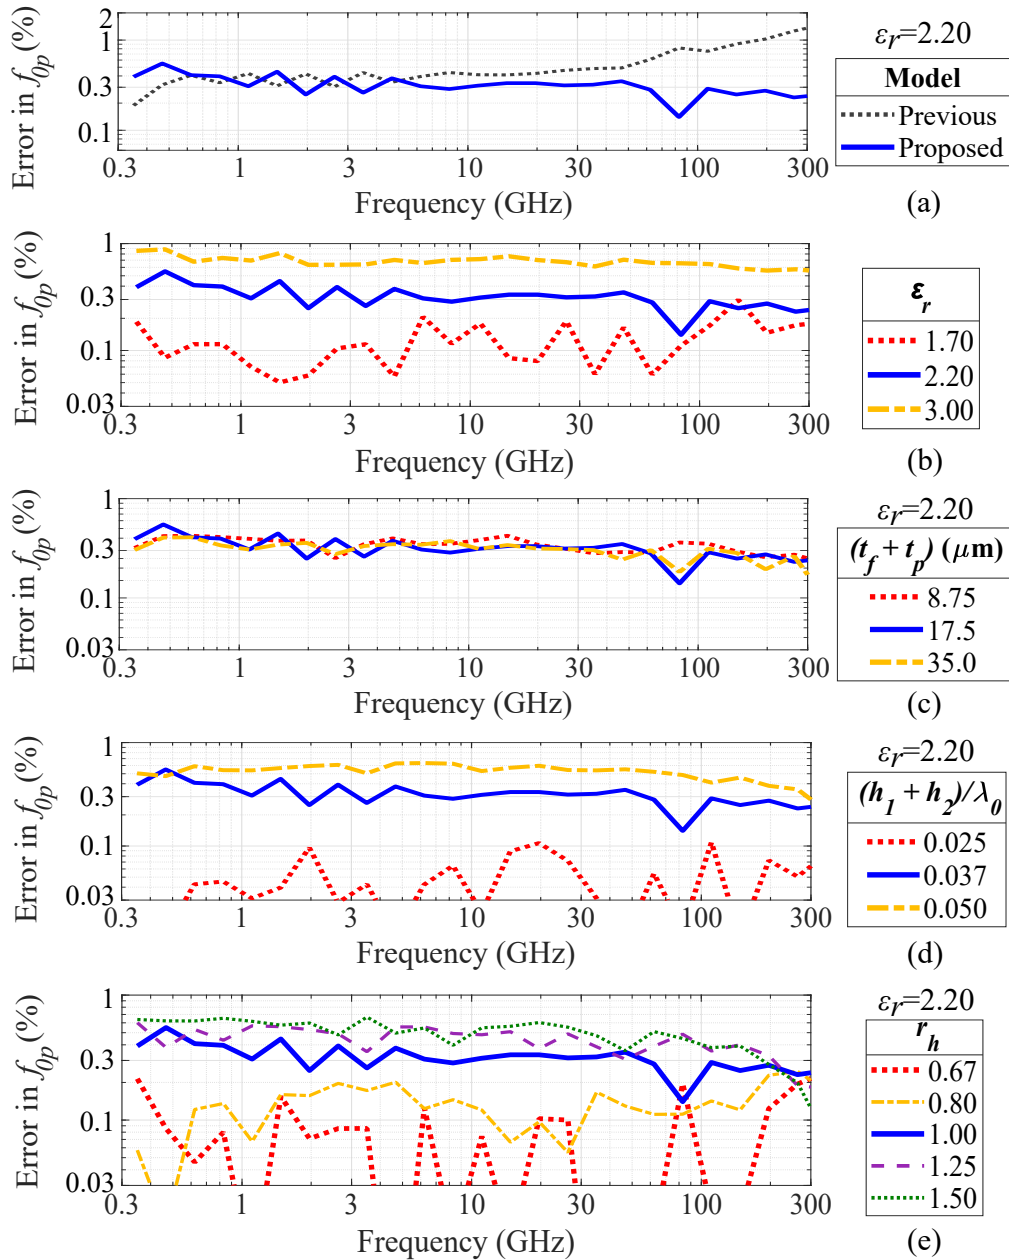 2
1
0.3
0.1
Error in f0p (%)
0.3 1 3 10 30 100 300
Frequency (GHz)
εr=2.20
Model
Previous
Proposed
(a)
1
0.3
0.1
0.03
Error in f0p (%)
0.3 1 3 10 30 100 300
Frequency (GHz)
εr
1.70
2.20
3.00
(b)
1
0.3
0.1
0.03
Error in f0p (%)
0.3 1 3 10 30 100 300
Frequency (GHz)
εr=2.20
(tf + tp) (μm)
8.75
17.5
35.0
(c)
1
0.3
0.1
0.03
Error in f0p (%)
0.3 1 3 10 30 100 300
Frequency (GHz)
εr=2.20
(h1 + h2)/λ0
0.025
0.037
0.050
(d)
1
0.3
0.1
0.03
Error in f0p (%)
0.3 1 3 10 30 100 300
Frequency (GHz)
εr=2.20
rh
0.67
0.80
1.00
1.25
1.50
(e)